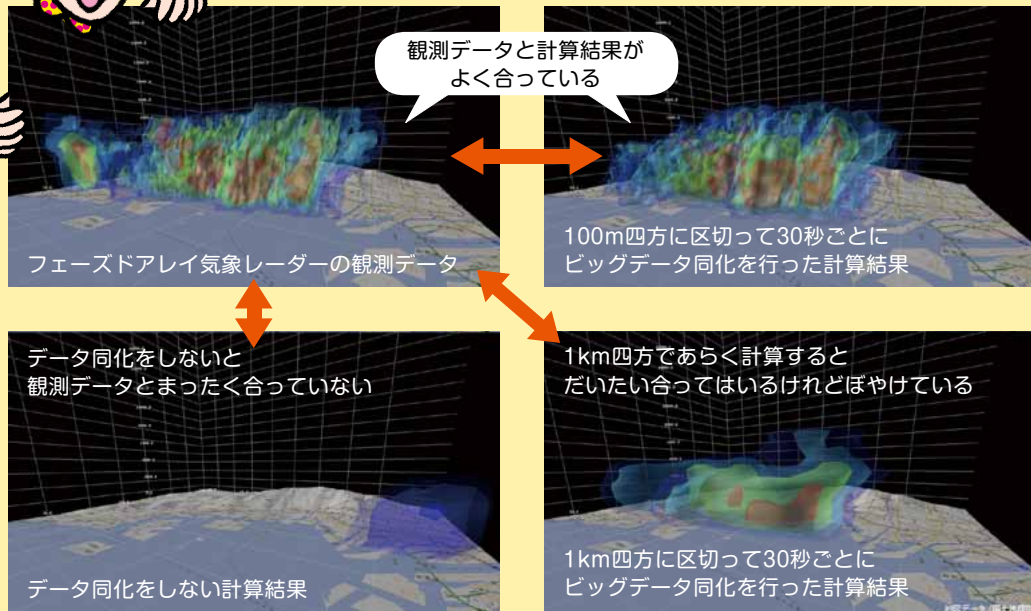 観測データと計算結果が
よく合っている
フェーズドアレイ気象レーダーの観測データ
100m四方に区切って30秒ごとに
ビッグデータ同化を行った計算結果
データ同化をしないと
観測データとまったく合っていない
データ同化をしない計算結果
1km四方であらく計算すると
だいたい合ってはいるけれどぼやけている
1km四方に区切って30秒ごとに
ビッグデータ同化を行った計算結果